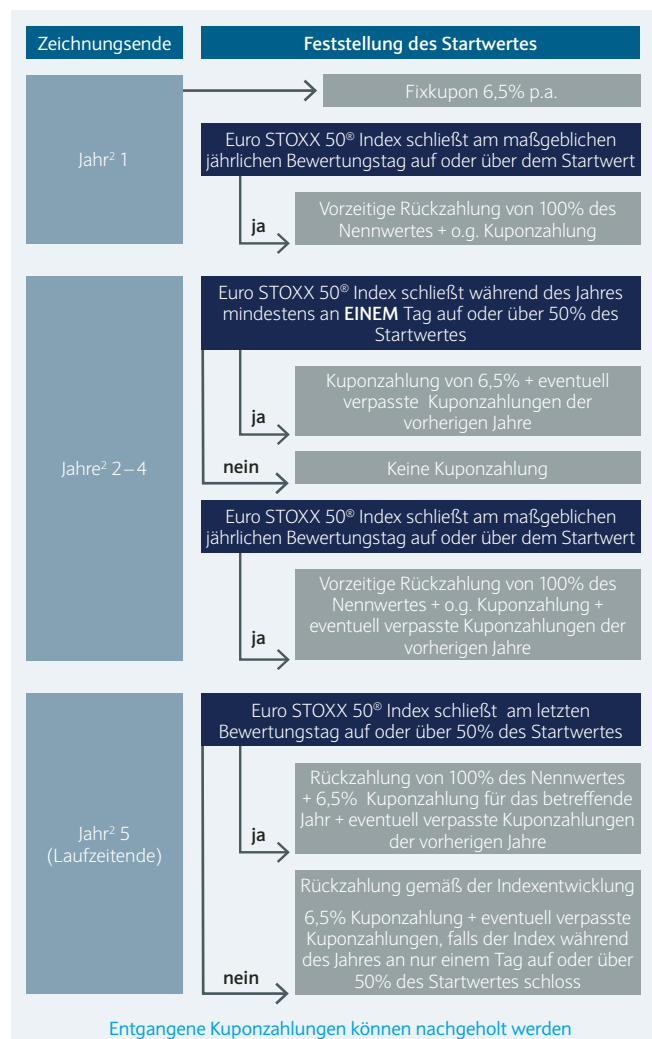 Zeichnungsende
Feststellung des Startwertes
Jahr² 1
Fixkupon 6,5% p.a.
Euro STOXX 50® Index schließt am maßgeblichen
jährlichen Bewertungstag auf oder über dem Startwert
ja
Vorzeitige Rückzahlung von 100% des
Nennwertes + o.g. Kuponzahlung
Jahre² 2–4
Euro STOXX 50® Index schließt während des Jahres
mindestens an EINEM Tag auf oder über 50% des
Startwertes
ja
Kuponzahlung von 6,5% + eventuell
verpasste Kuponzahlungen der
vorherigen Jahre
nein
Keine Kuponzahlung
Euro STOXX 50® Index schließt am maßgeblichen
jährlichen Bewertungstag auf oder über dem Startwert
ja
Vorzeitige Rückzahlung von 100% des
Nennwertes + o.g. Kuponzahlung +
eventuell verpasste Kuponzahlungen der
vorherigen Jahre
Jahr² 5
(Laufzeitende)
Euro STOXX 50® Index schließt am letzten
Bewertungstag auf oder über 50% des Startwertes
ja
Rückzahlung von 100% des Nennwertes
+ 6,5% Kuponzahlung für das betreffende
Jahr + eventuell verpasste Kuponzahlungen
der vorherigen Jahre
nein
Rückzahlung gemäß der Indexentwicklung
6,5% Kuponzahlung + eventuell verpasste
Kuponzahlungen, falls der Index während
des Jahres an nur einem Tag auf oder über
50% des Startwertes schloss
Entgangene Kuponzahlungen können nachgeholt werden